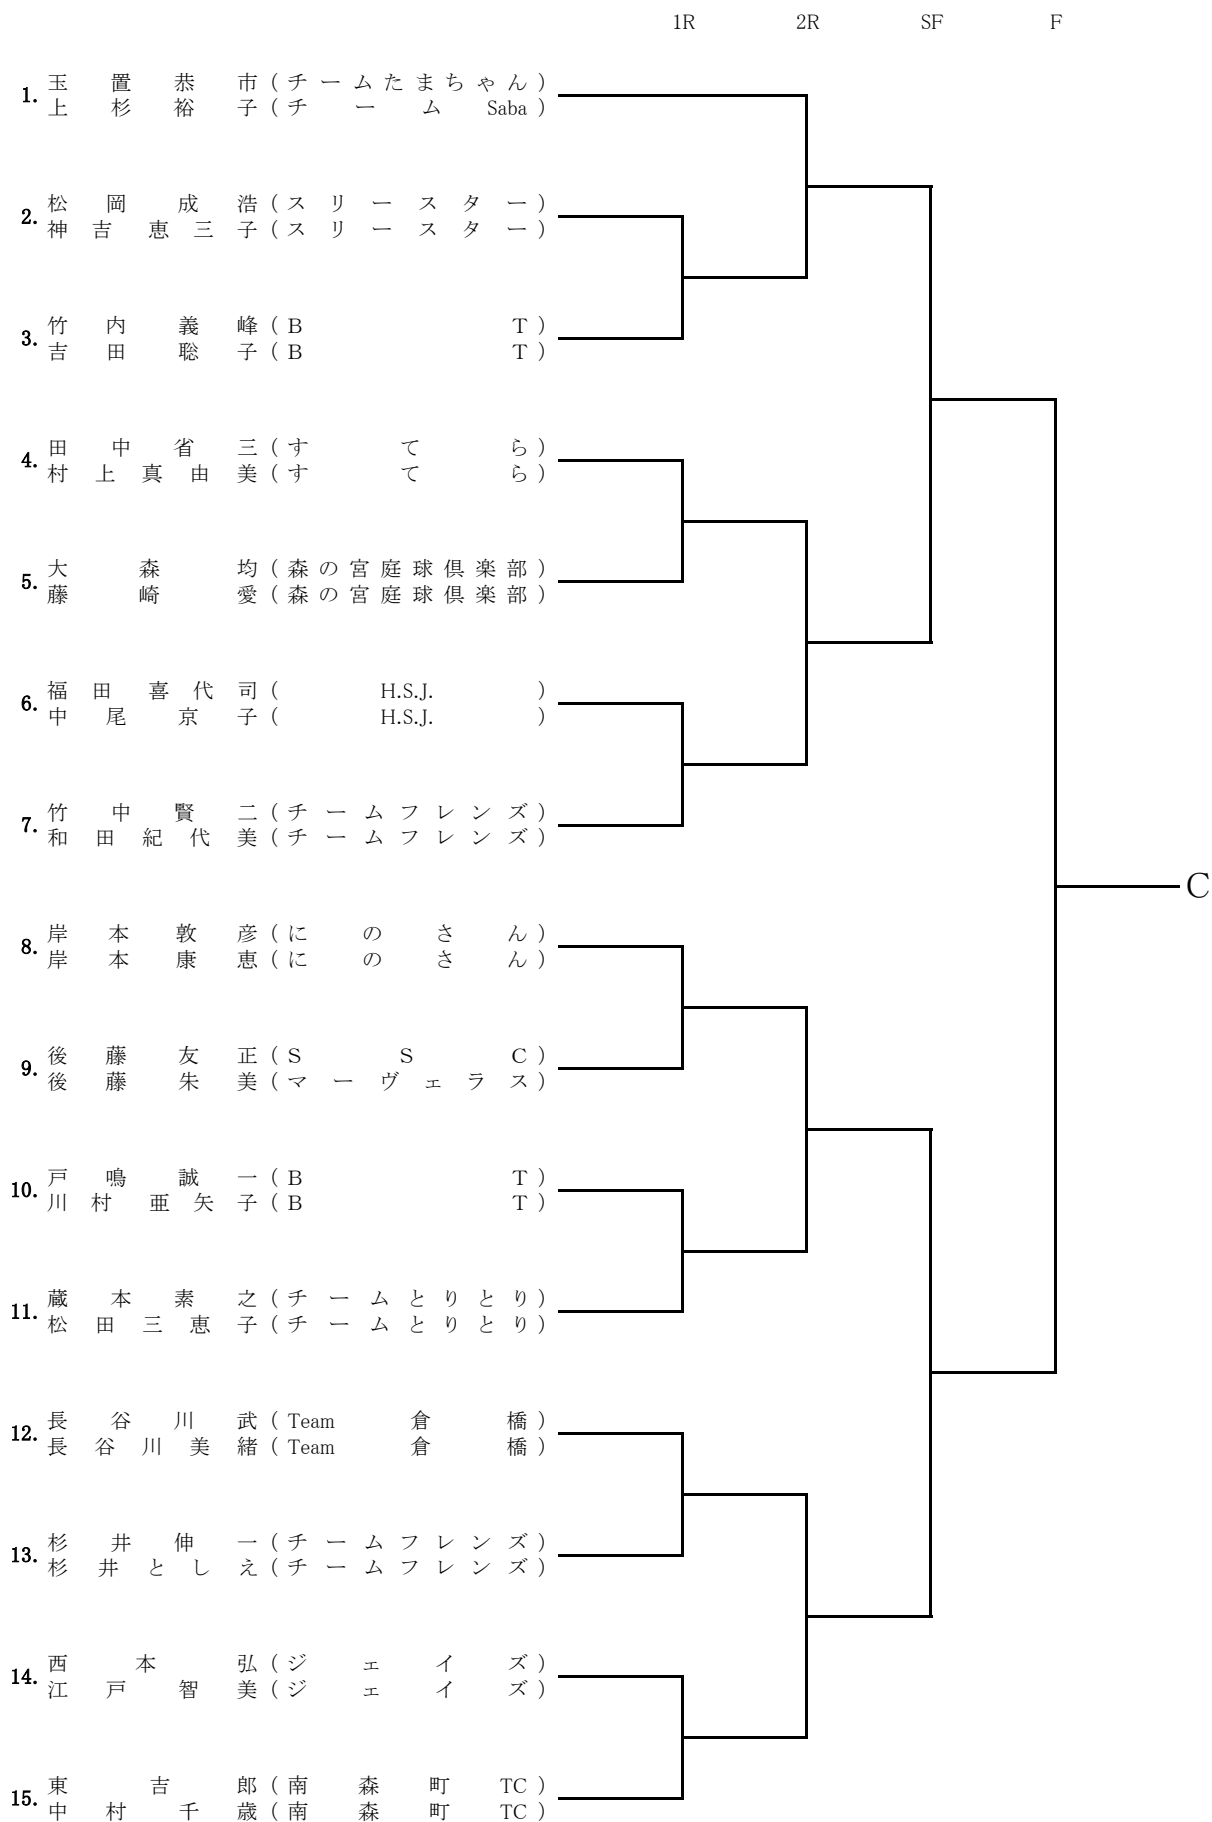 1R 2R SF F
1. 玉置恭市(チームたまちゃん)
上杉裕子(チームSaba)
2. 松岡成浩(スリースター)
神吉恵三子(スリースター)
3. 竹内義峰(BT)
吉田聡子(BT)
4. 田中省三(すてら)
村上真由美(すてら)
5. 大森均(森の宮庭球倶楽部)
藤崎愛(森の宮庭球倶楽部)
6. 福田喜代司(H.S.J.)
中尾京子(H.S.J.)
7. 竹中賢二(チームフレンズ)
和田紀代美(チームフレンズ)
C
8. 岸本敦彦(にのさん)
岸本康恵(にのさん)
9. 後藤友正(SSC)
後藤朱美(マーヴェラス)
10. 戸鳴誠一(BT)
川村亜矢子(BT)
11. 蔵本素之(チームとりとり)
松田三恵子(チームとりとり)
12. 長谷川武(Team倉橋)
長谷川美緒(Team倉橋)
13. 杉井伸一(チームフレンズ)
杉井としえ(チームフレンズ)
14. 西本弘(ジェイズ)
江戸智美(ジェイズ)
15. 東吉郎(南森町TC)
中村千歳(南森町TC)